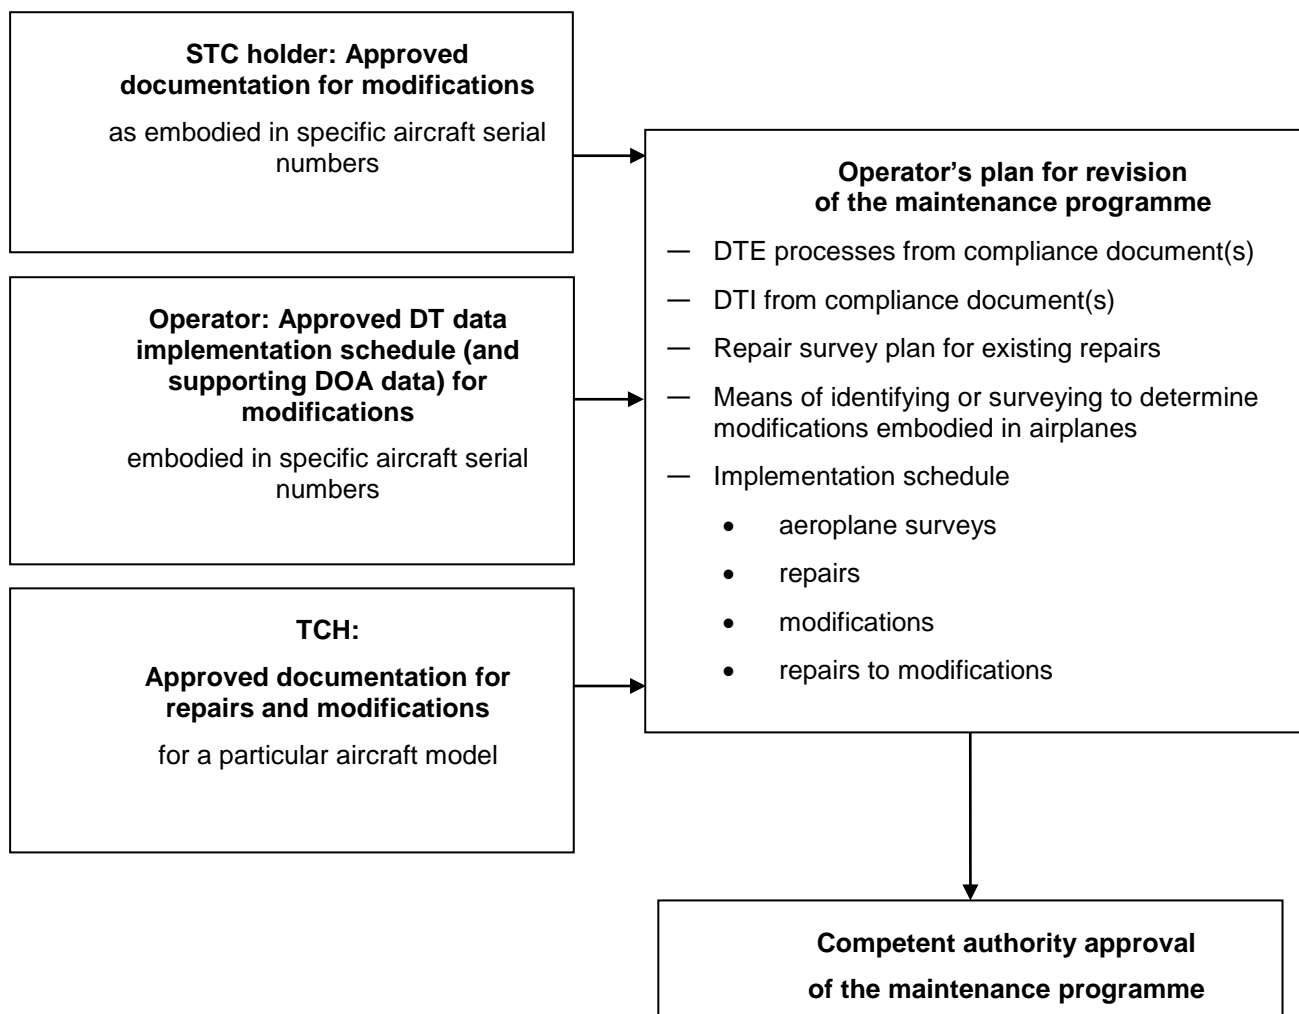 STC holder: Approved
documentation for modifications
as embodied in specific aircraft serial
numbers
Operator: Approved DT data
implementation schedule (and
supporting DOA data) for
modifications
embodied in specific aircraft serial
numbers
TCH:
Approved documentation for
repairs and modifications
for a particular aircraft model
Operator’s plan for revision
of the maintenance programme
— DTE processes from compliance document(s)
— DTI from compliance document(s)
— Repair survey plan for existing repairs
— Means of identifying or surveying to determine
modifications embodied in airplanes
— Implementation schedule
• aeroplane surveys
• repairs
• modifications
• repairs to modifications
Competent authority approval
of the maintenance programme